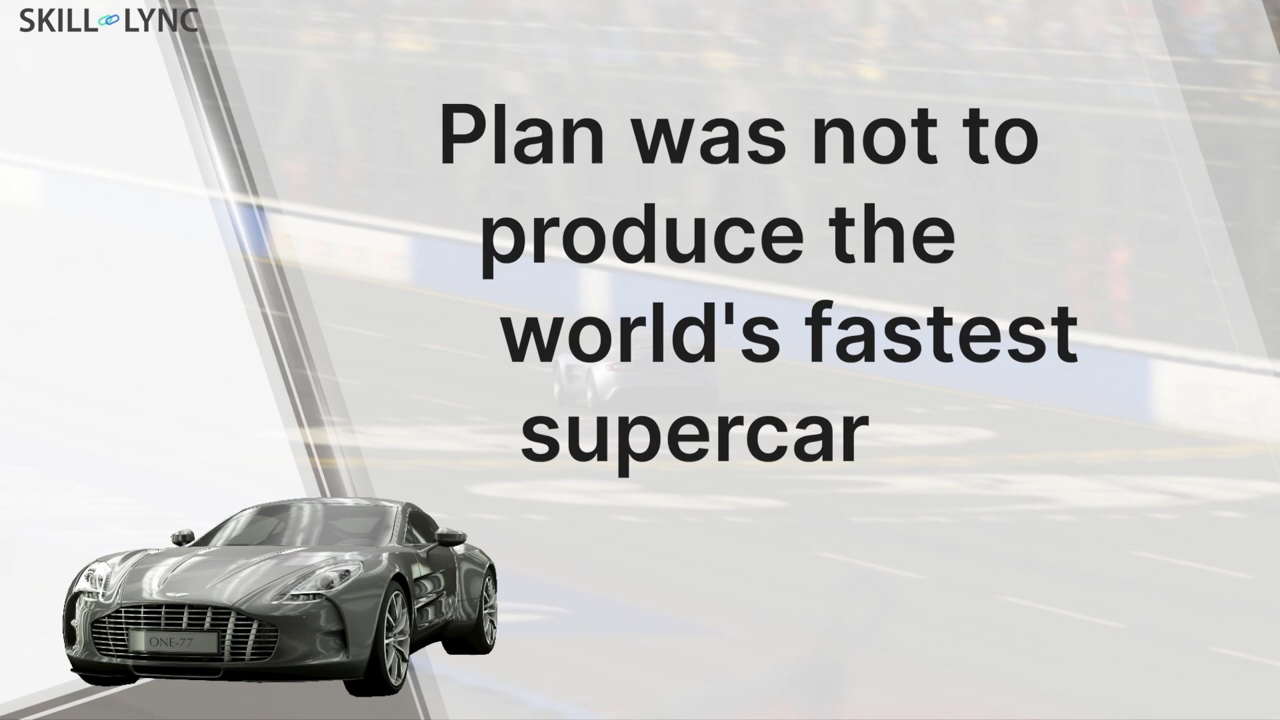 SKILL LYNC
Plan was not to
produce the
world's fastest
supercar
ONE-77